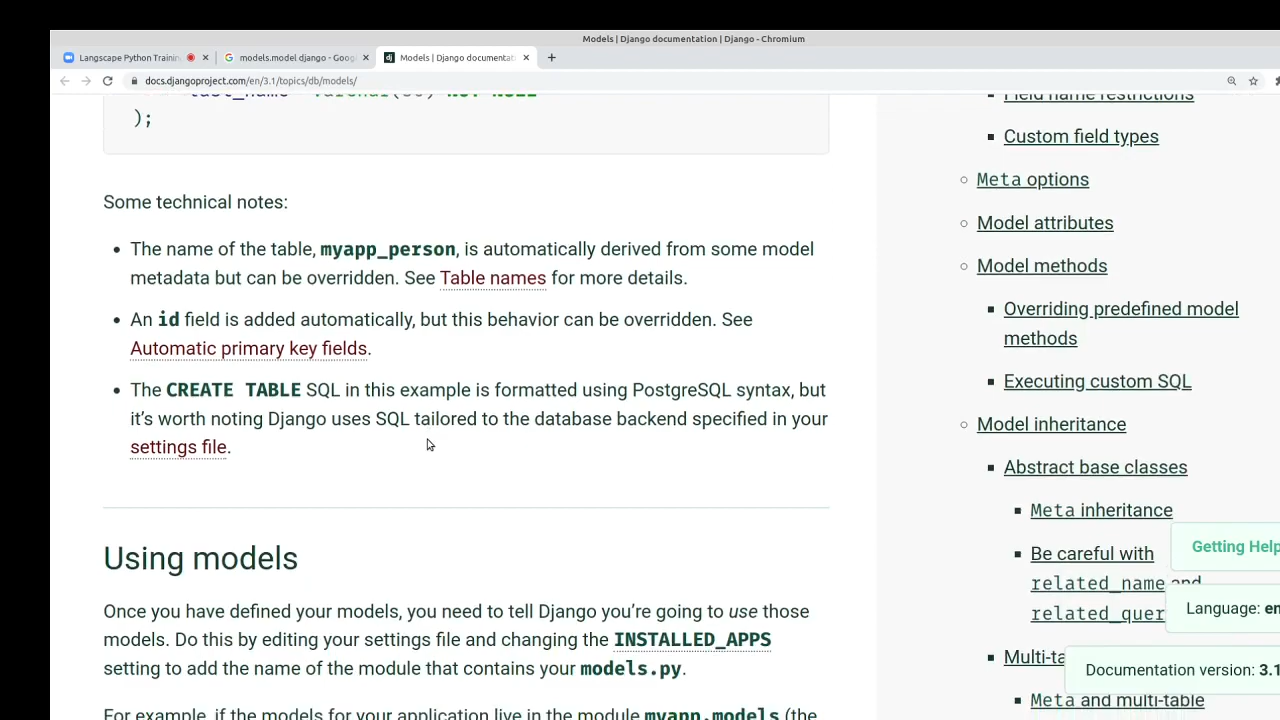 Models | Django documentation | Django - Chromium
Langscape Python Trainin
models.model django - Goog
Models | Django documentat
docs.djangoproject.com/en/3.1/topics/db/models/
);
Some technical notes:
The name of the table, myapp_person, is automatically derived from some model
metadata but can be overridden. See Table names for more details.
An id field is added automatically, but this behavior can be overridden. See
Automatic primary key fields.
The CREATE TABLE SQL in this example is formatted using PostgreSQL syntax, but
it’s worth noting Django uses SQL tailored to the database backend specified in your
settings file.
Using models
Once you have defined your models, you need to tell Django you’re going to use those
models. Do this by editing your settings file and changing the INSTALLED_APPS
setting to add the name of the module that contains your models.py.
For example, if the models for your application live in the module myapp.models (the
Field name restrictions
Custom field types
Meta options
Model attributes
Model methods
Overriding predefined model
methods
Executing custom SQL
Model inheritance
Abstract base classes
Meta inheritance
Be careful with
related_name and
related_quer
Multi-ta
Meta and multi-table
Getting Help
Language: en
Documentation version: 3.1